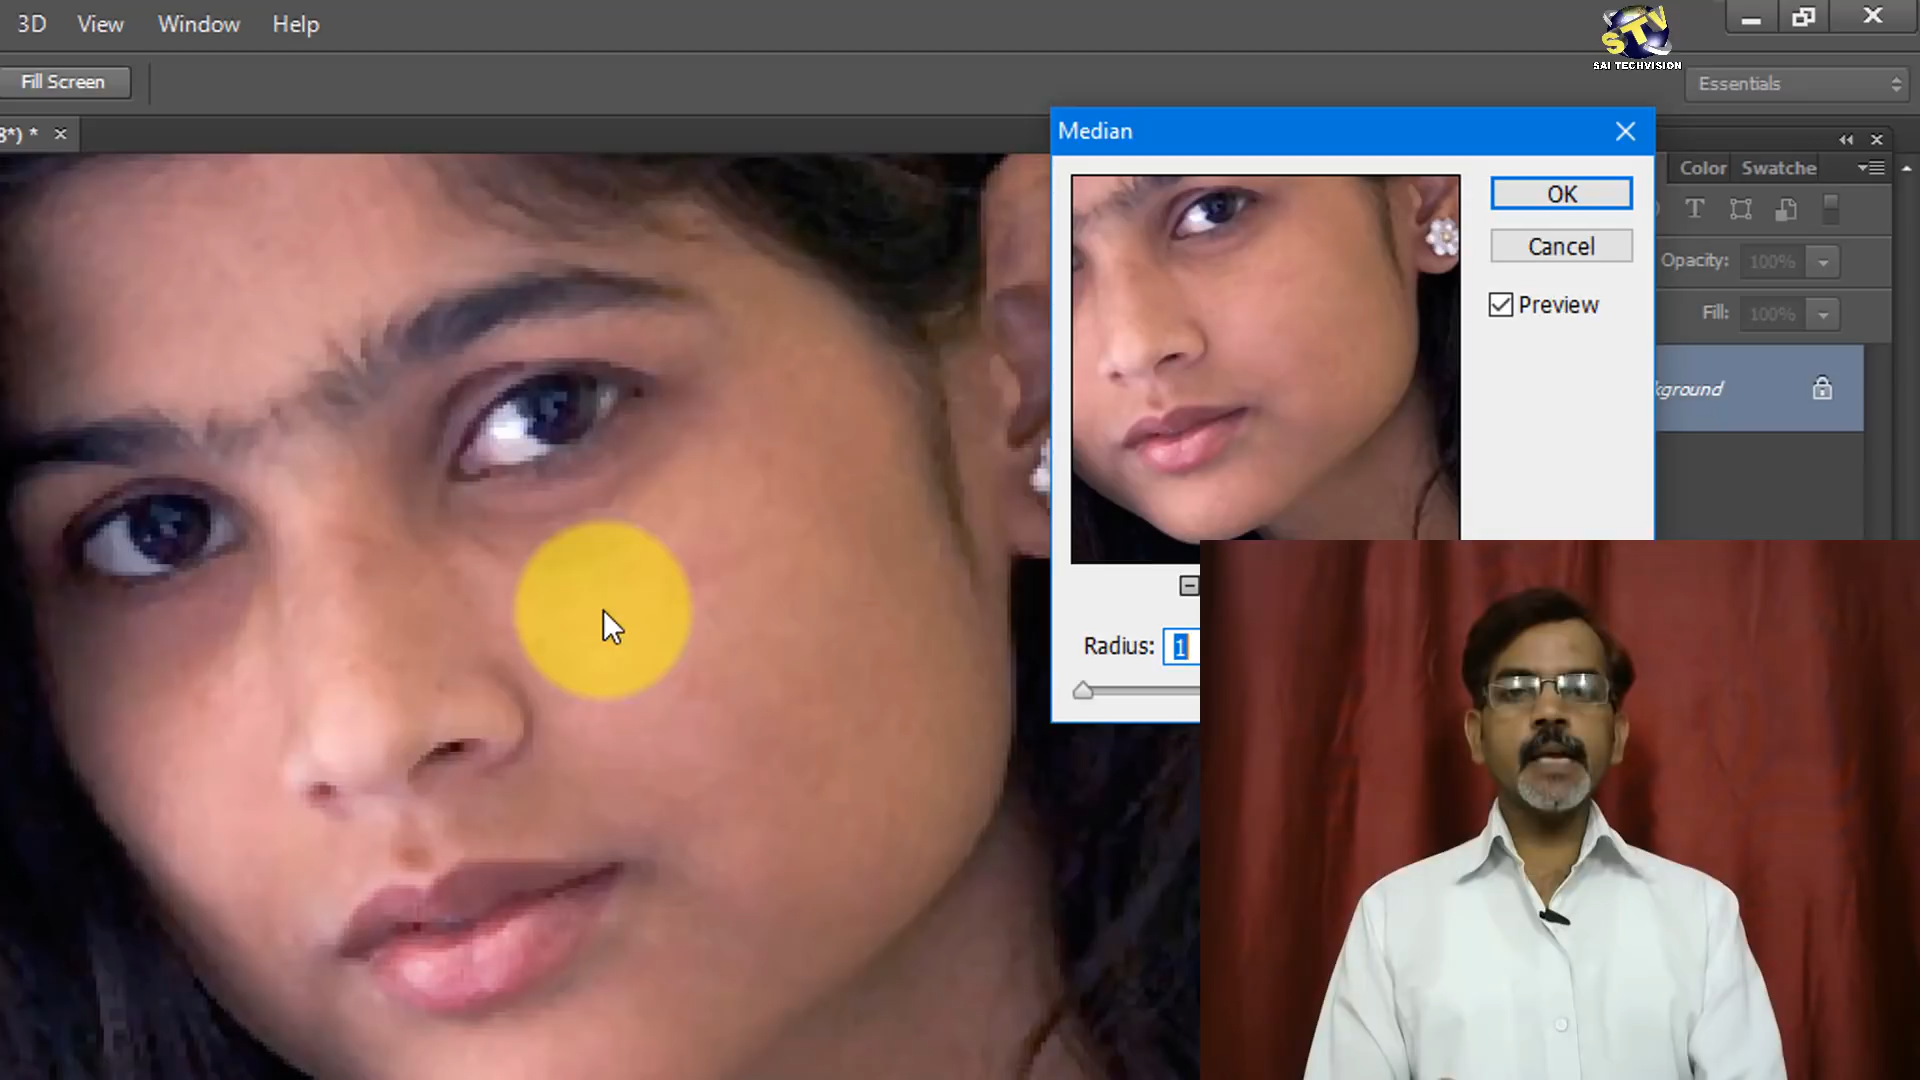 3D View Window Help
STV
SAI TECHVISION
Fill Screen
Essentials
8*) *
Median
OK
Cancel
Preview
Radius: 1
Color Swatche
Opacity: 100%
Fill: 100%
kground